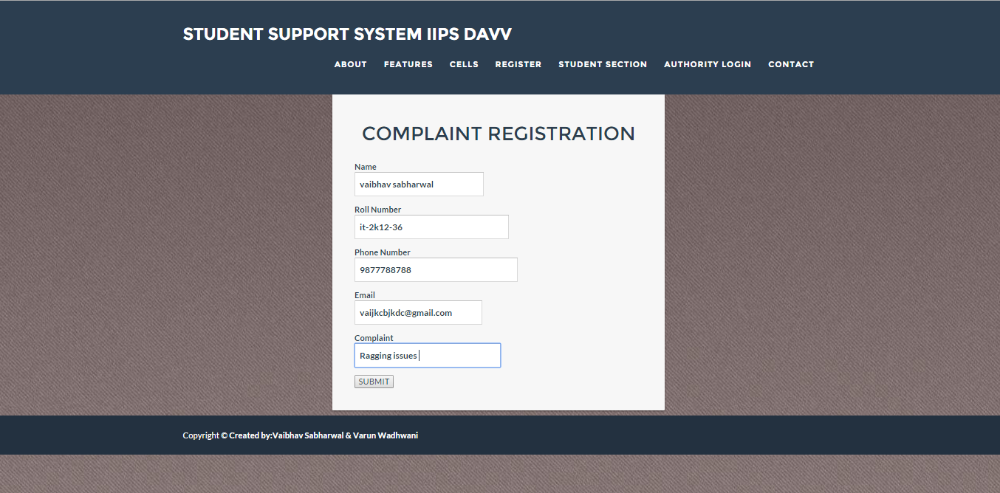 STUDENT SUPPORT SYSTEM IIPS DAVV
ABOUT FEATURES CELLS REGISTER STUDENT SECTION AUTHORITY LOGIN CONTACT
COMPLAINT REGISTRATION
Name
vaibhav sabharwal
Roll Number
it-2k12-36
Phone Number
9877788788
Email
vaijkcbjkdc@gmail.com
Complaint
Ragging issues
SUBMIT
Copyright © Created by:Vaibhav Sabharwal & Varun Wadhwani